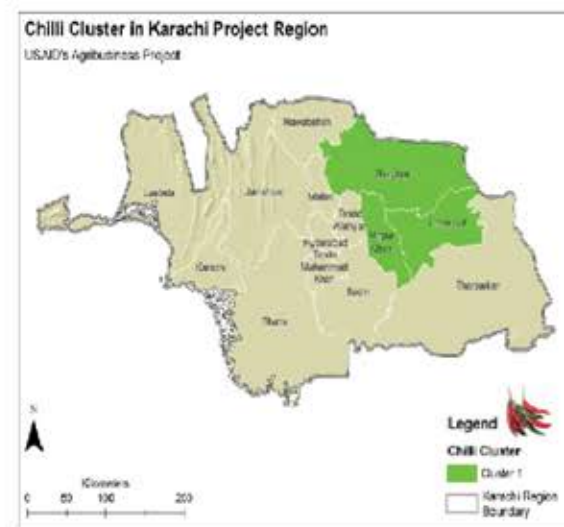 Chilli Cluster in Karachi Project Region
USAID's Agribusiness Project
Nawabshah
Sanghar
Lasbela
Jamshoro
Matiari
Tando
Allahyar
Mirpur
Khas
Umerkot
Hyderabad
Tando
Muhammad
Khan
Karachi
Badin
Tharparkar
Thatta
N
Legend
Chilli Cluster
Cluster 1
Karachi Region
Boundary
Kilometers
0 50 100 200